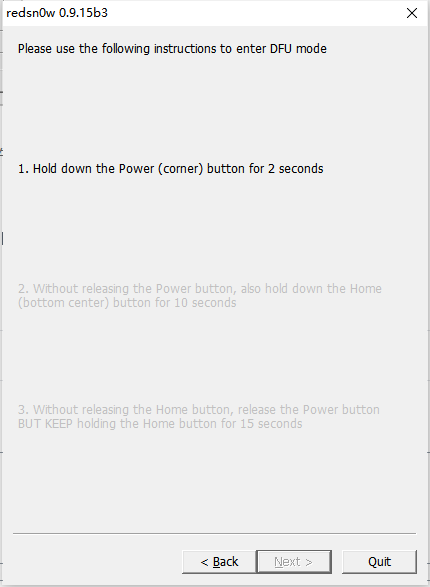 redsn0w 0.9.15b3
Please use the following instructions to enter DFU mode
1. Hold down the Power (corner) button for 2 seconds
2. Without releasing the Power button, also hold down the Home
(bottom center) button for 10 seconds
3. Without releasing the Home button, release the Power button
BUT KEEP holding the Home button for 15 seconds
< Back
Next >
Quit